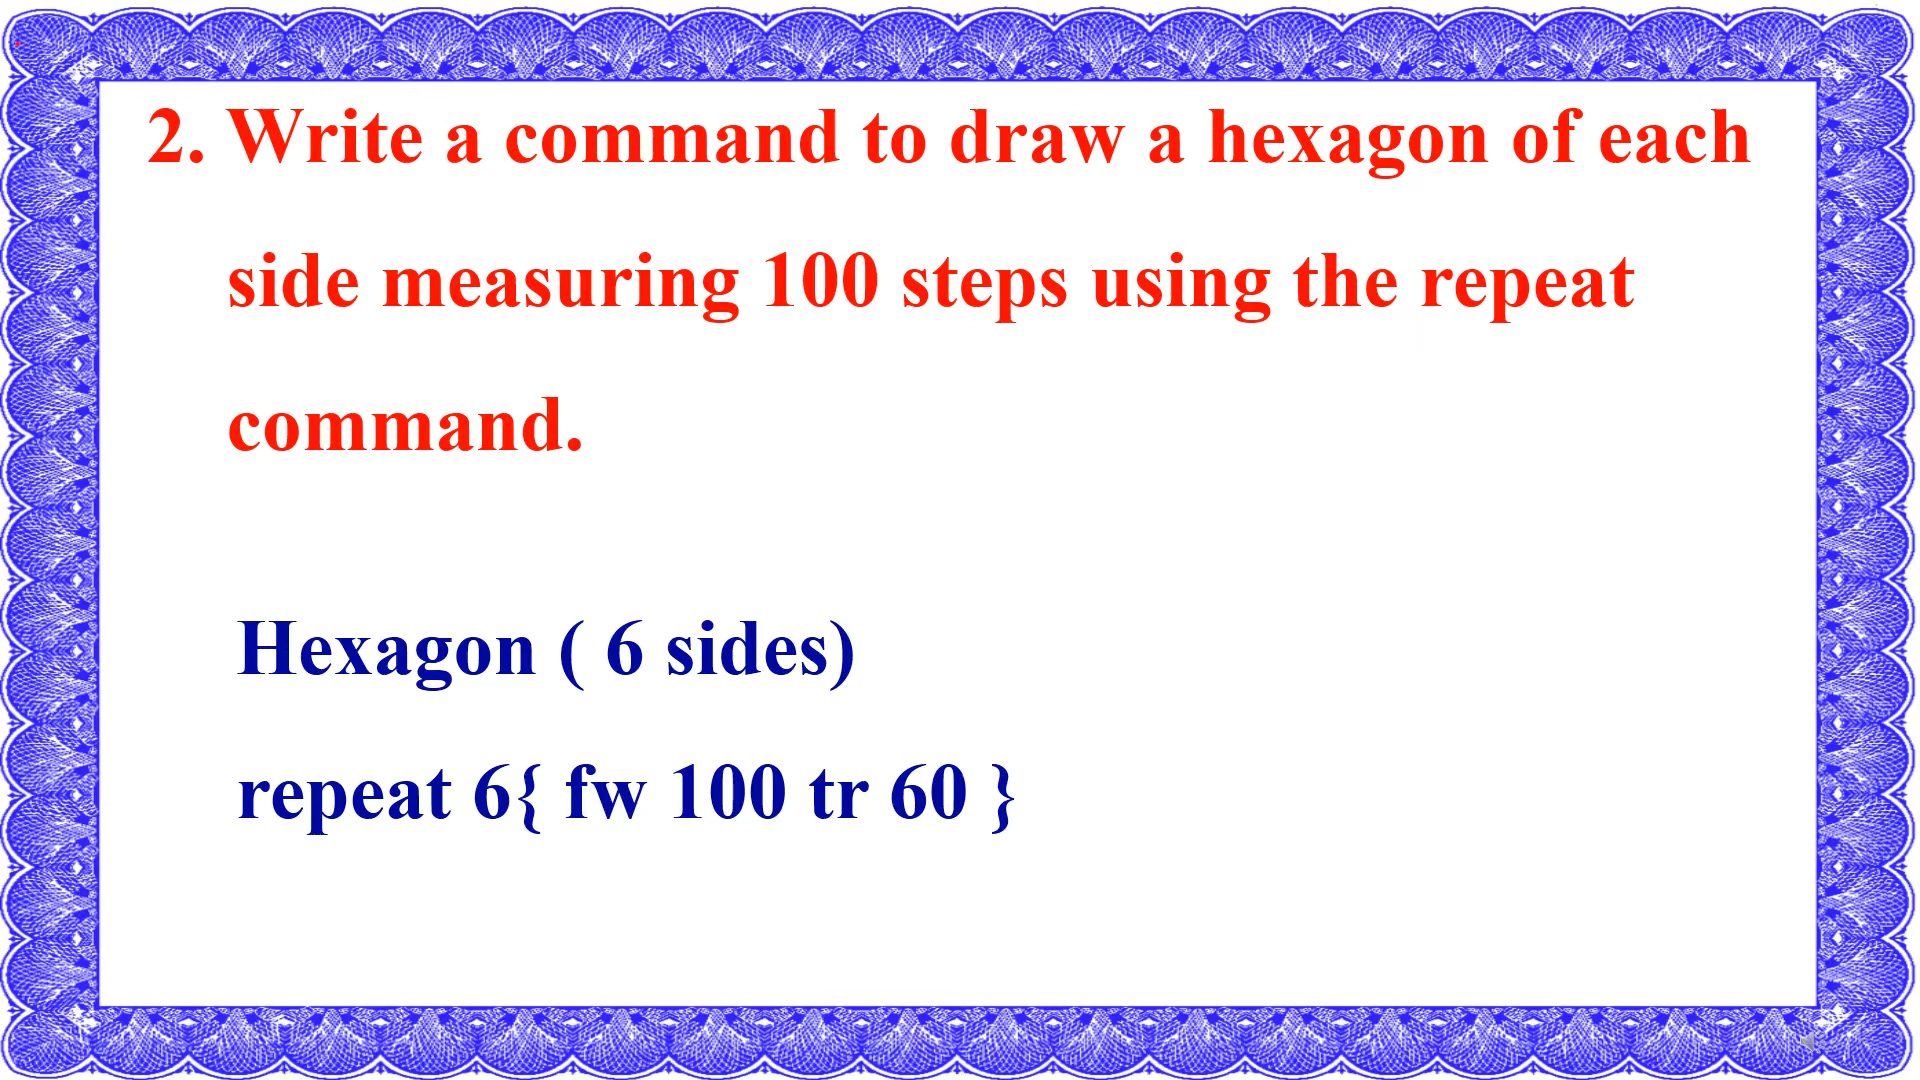 2. Write a command to draw a hexagon of each
side measuring 100 steps using the repeat
command.
Hexagon ( 6 sides)
repeat 6{ fw 100 tr 60 }